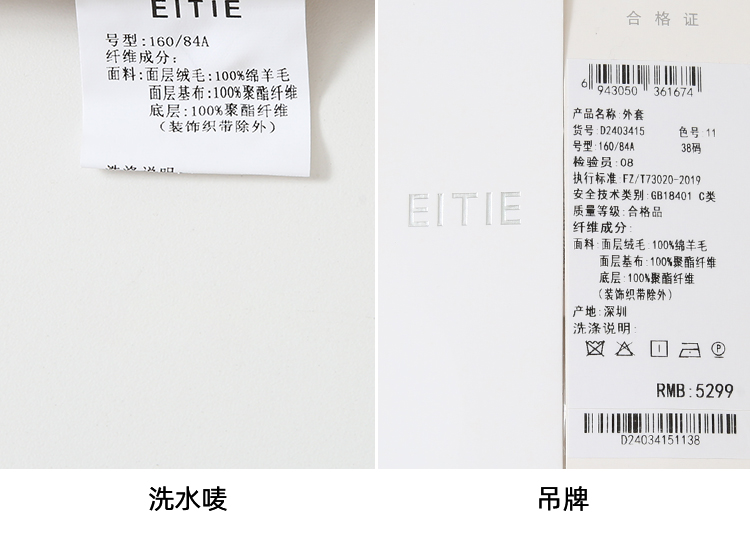 EITIE
号型:160/84A
纤维成分:
面料:面层绒毛:100%绵羊毛
面层基布:100%聚酯纤维
底层:100%聚酯纤维
(装饰织带除外)
洗涤说明:
洗水唛
EITIE
吊牌
合格证
6 943050 361674
产品名称:外套
货号:D2403415 色号:11
号型:160/84A 38码
检验员:08
执行标准:FZ/T73020-2019
安全技术类别:GB18401 C类
质量等级:合格品
纤维成分:
面料:面层绒毛:100%绵羊毛
面层基布:100%聚酯纤维
底层:100%聚酯纤维
(装饰织带除外)
产地:深圳
洗涤说明:
P
RMB:5299
D24034151138